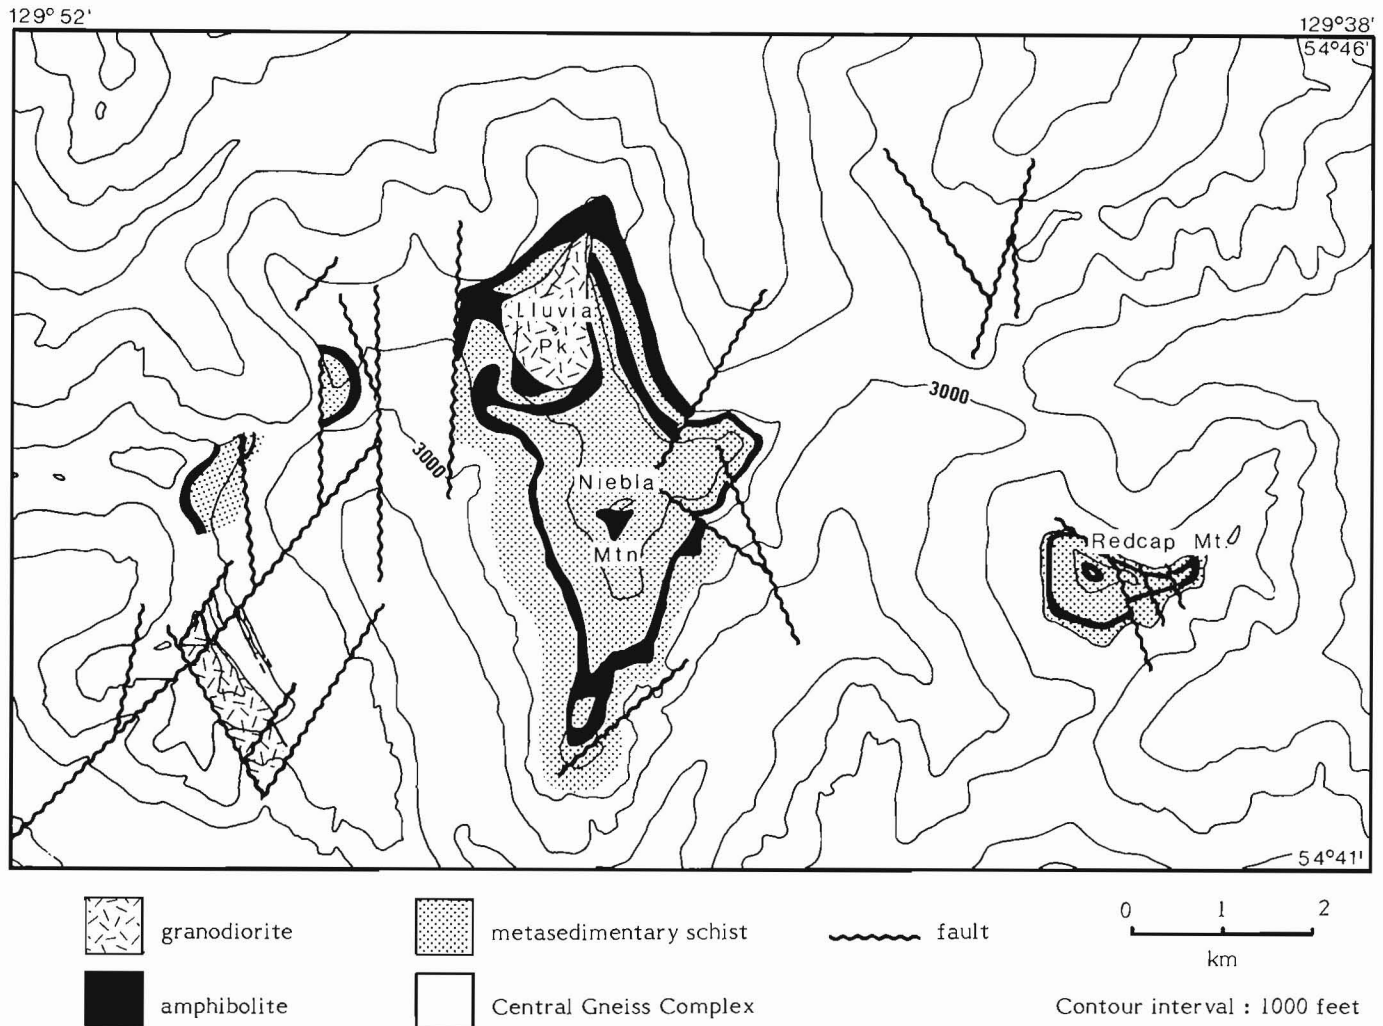 129° 52'
129°38'
54°46'
Lluvia
Pk
3000
3000
Niebla
Mtn
Redcap Mt.
54°41'
granodiorite
metasedimentary schist
fault
0 1 2
km
amphibolite
Central Gneiss Complex
Contour interval : 1000 feet